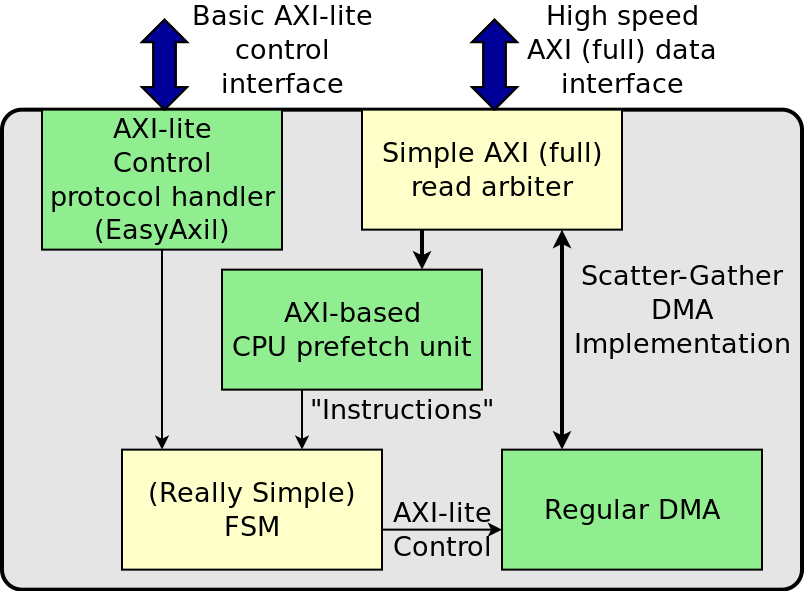 Basic AXI-lite
control
interface
High speed
AXI (full) data
interface
AXI-lite
Control
protocol handler
(EasyAxil)
Simple AXI (full)
read arbiter
AXI-based
CPU prefetch unit
Scatter-Gather
DMA
Implementation
"Instructions"
(Really Simple)
FSM
AXI-lite
Control
Regular DMA